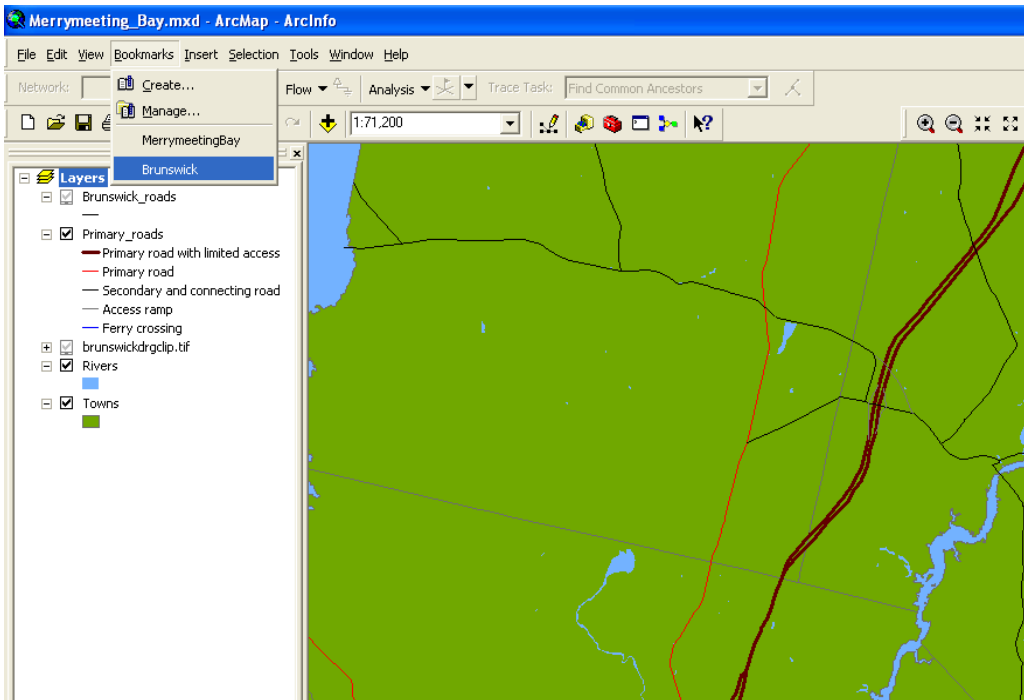 Merrymeeting_Bay.mxd - ArcMap - ArcInfo
File Edit View Bookmarks Insert Selection Tools Window Help
Network: Flow Analysis Trace Task: Find Common Ancestors
Create...
Manage...
1:71,200
MerrymeetingBay
Brunswick
Layers
Brunswick_roads
Primary_roads
Primary road with limited access
Primary road
Secondary and connecting road
Access ramp
Ferry crossing
brunswickdrgclip.tif
Rivers
Towns